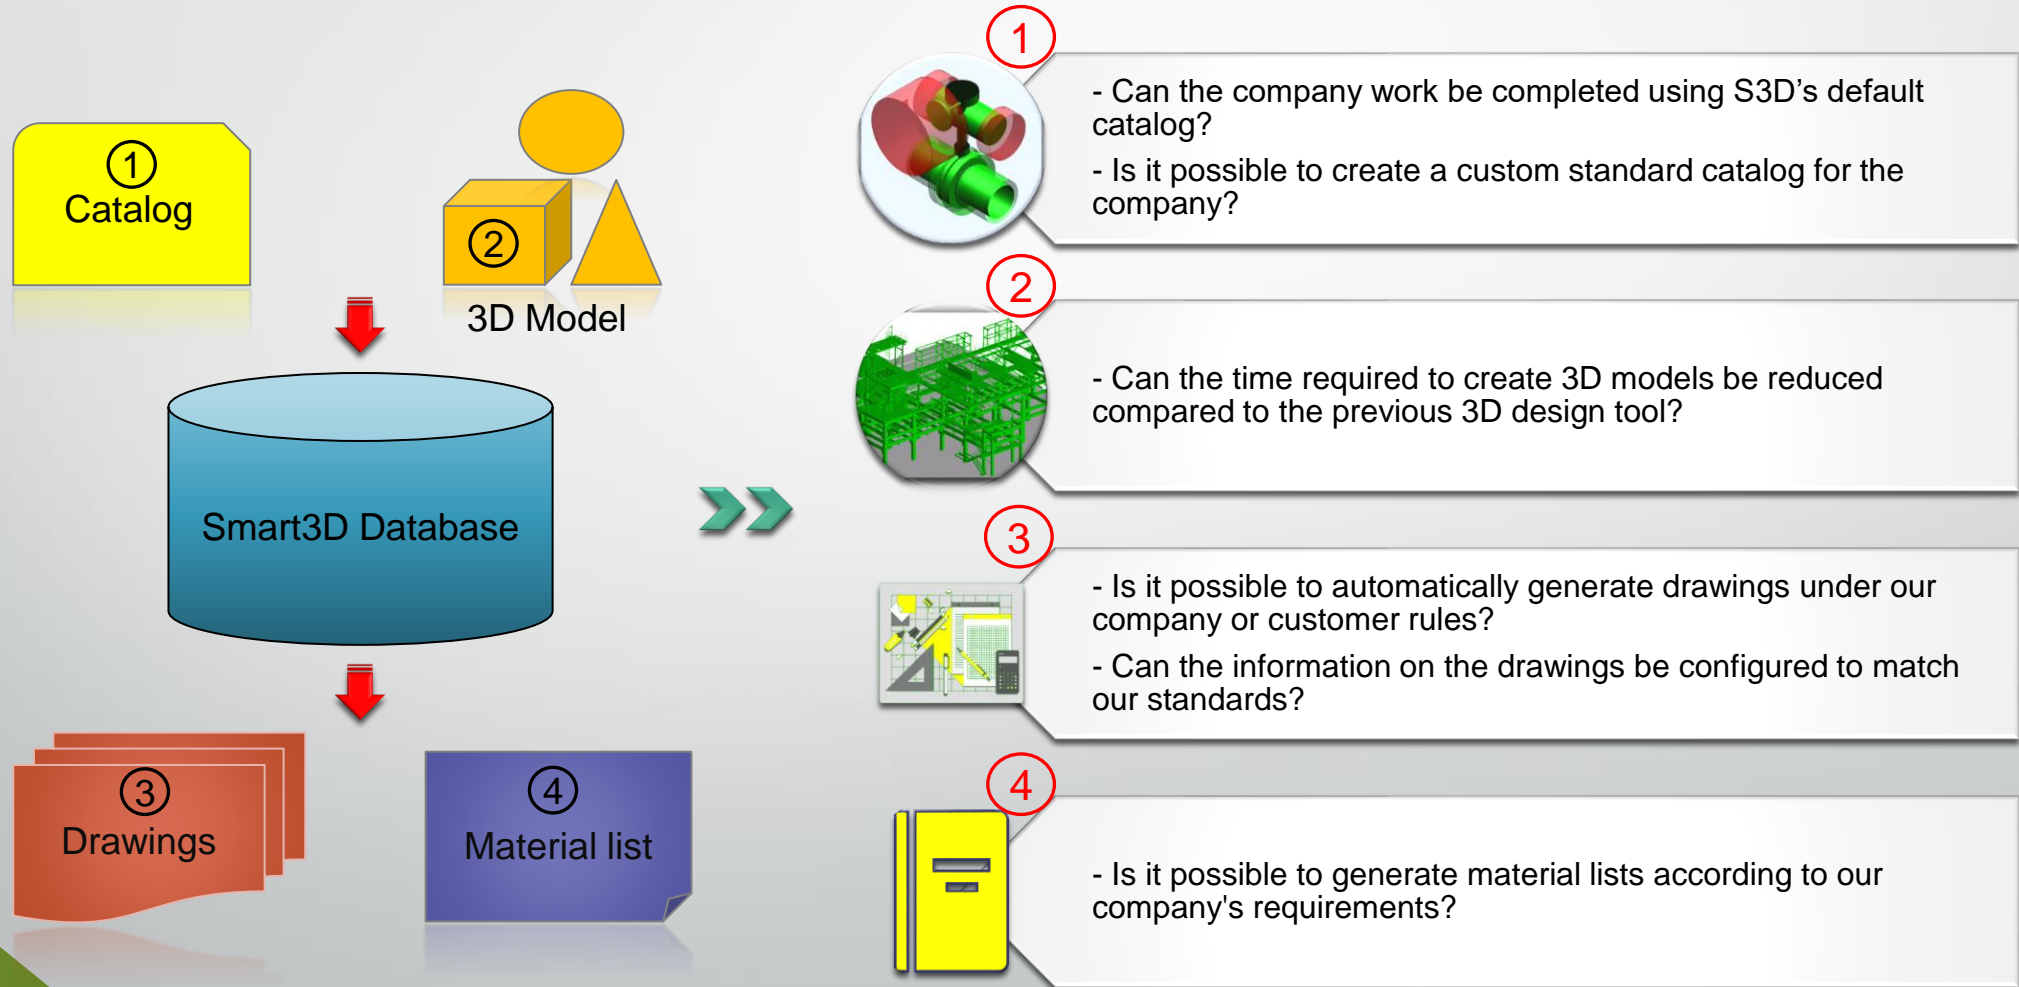 ①
Catalog
②
3D Model
Smart3D Database
③
Drawings
④
Material list
1
- Can the company work be completed using S3D’s default
catalog?
- Is it possible to create a custom standard catalog for the
company?
2
- Can the time required to create 3D models be reduced
compared to the previous 3D design tool?
3
- Is it possible to automatically generate drawings under our
company or customer rules?
- Can the information on the drawings be configured to match
our standards?
4
- Is it possible to generate material lists according to our
company's requirements?